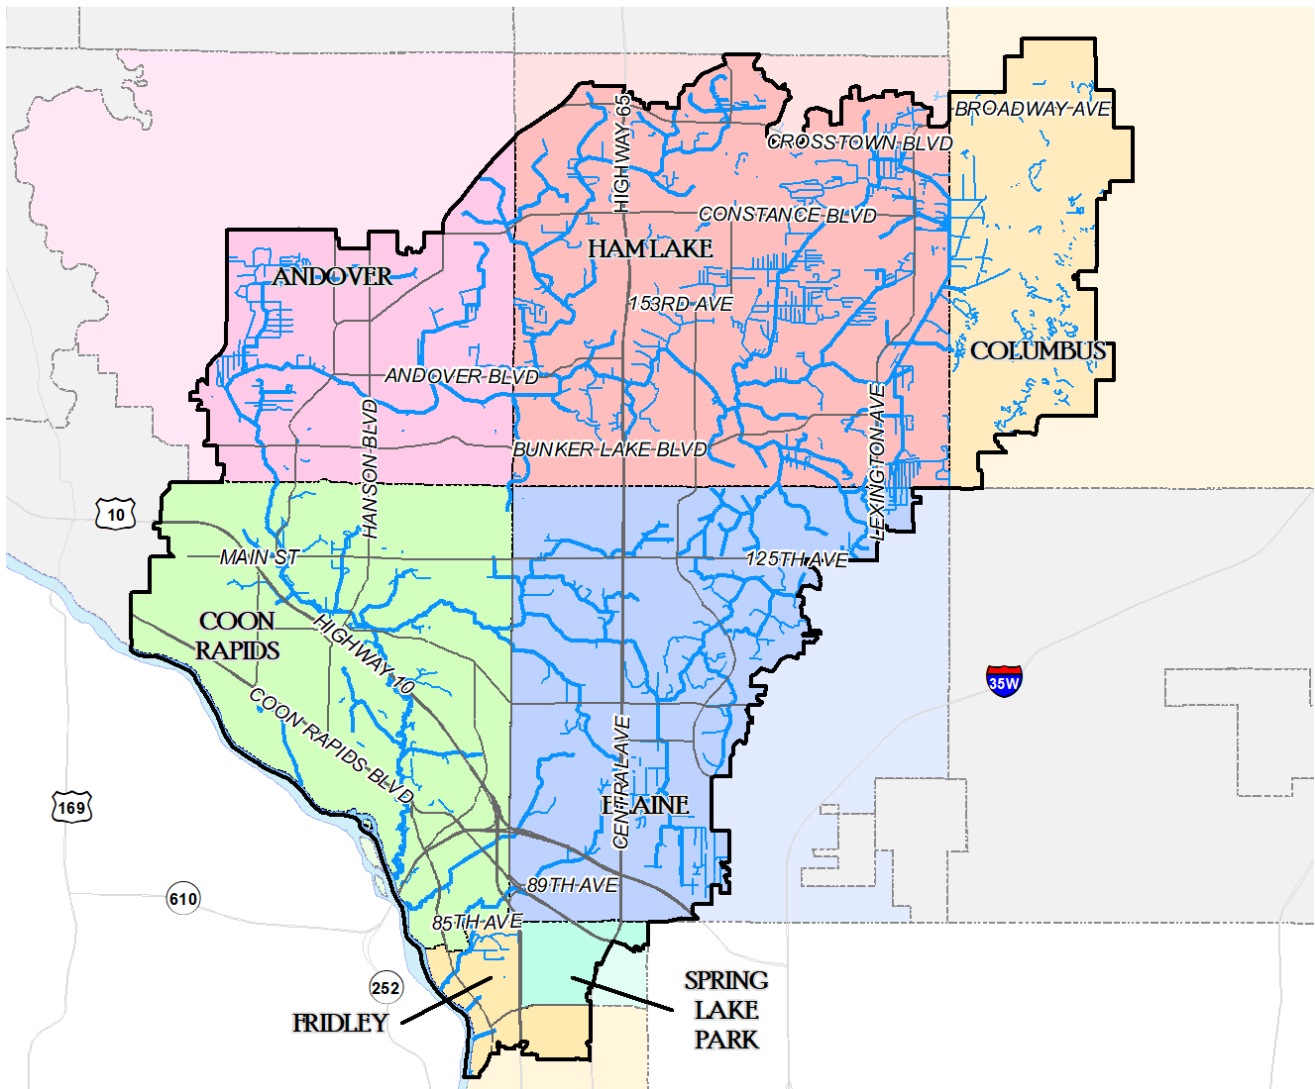 BROADWAY AVE
HIGHWAY 65
CROSSTOWN BLVD
CONSTANCE BLVD
HAM LAKE
ANDOVER
153RD AVE
COLUMBUS
ANDOVER BLVD
HANSON BLVD
LEXINGTON AVE
BUNKER LAKE BLVD
10
MAIN ST
125TH AVE
COON
RAPIDS
HIGHWAY 10
35W
COON RAPIDS BLVD
CENTRAL AVE
169
BLAINE
89TH AVE
610
85TH AVE
252
SPRING
LAKE
PARK
FRIDLEY